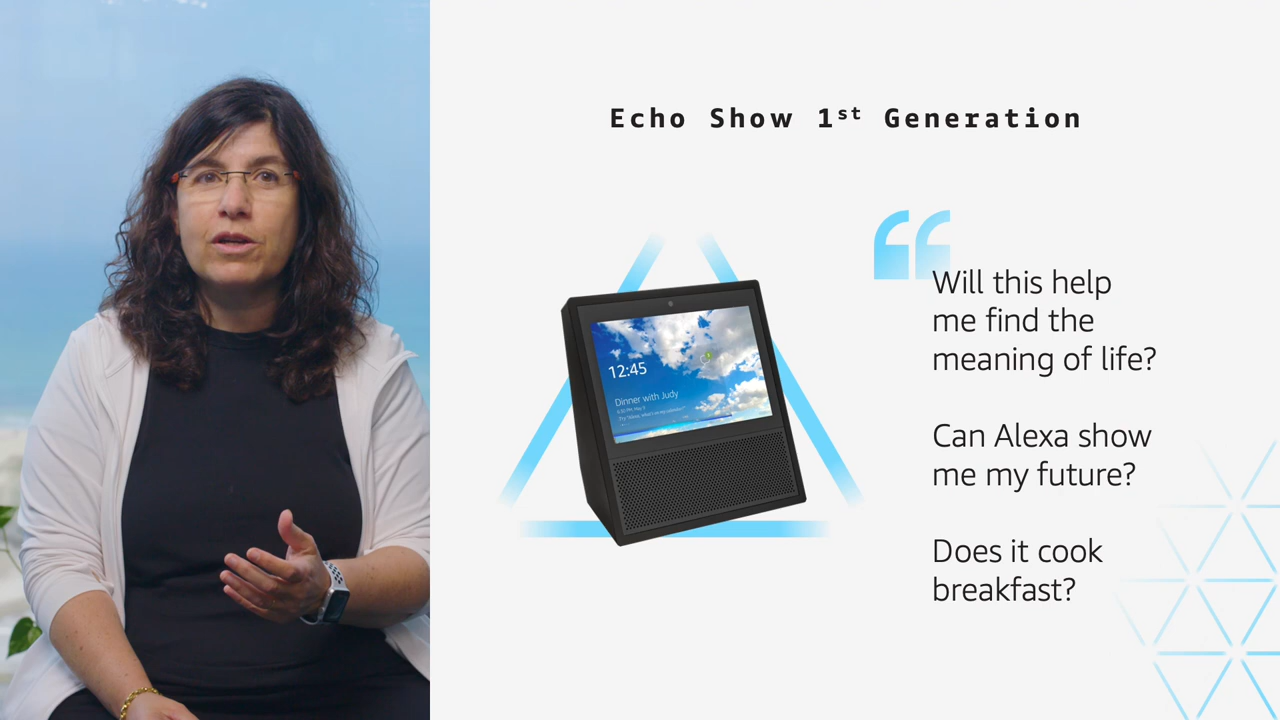 Echo Show 1st Generation
“
Will this help
me find the
meaning of life?
Can Alexa show
me my future?
Does it cook
breakfast?
12:45
Dinner with Judy